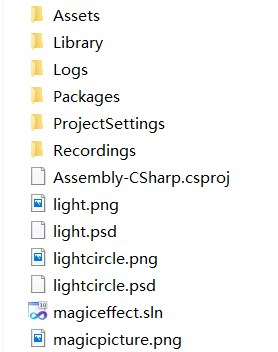 Assets
Library
Logs
Packages
ProjectSettings
Recordings
Assembly-CSharp.csproj
light.png
light.psd
lightcircle.png
lightcircle.psd
magiceffect.sln
magicpicture.png